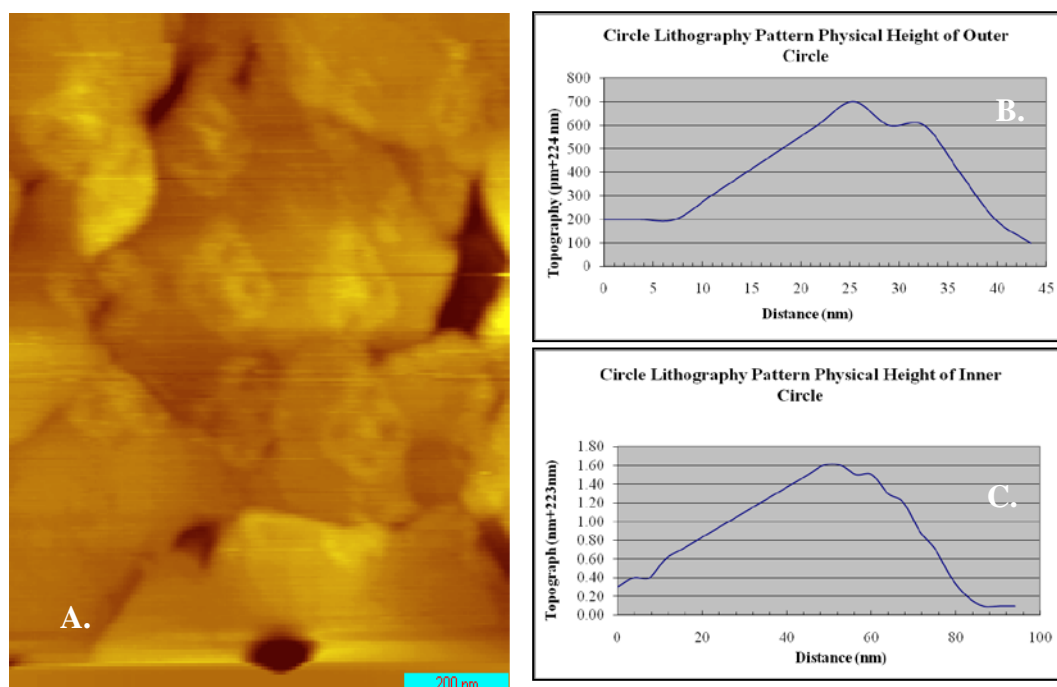 A.
200 nm
Circle Lithography Pattern Physical Height of Outer
Circle
B.
Topography (pm+224 nm)
800
700
600
500
400
300
200
100
0
0 5 10 15 20 25 30 35 40 45
Distance (nm)
Circle Lithography Pattern Physical Height of Inner
Circle
C.
Topograph (nm+223nm)
1.80
1.60
1.40
1.20
1.00
0.80
0.60
0.40
0.20
0.00
0 20 40 60 80 100
Distance (nm)